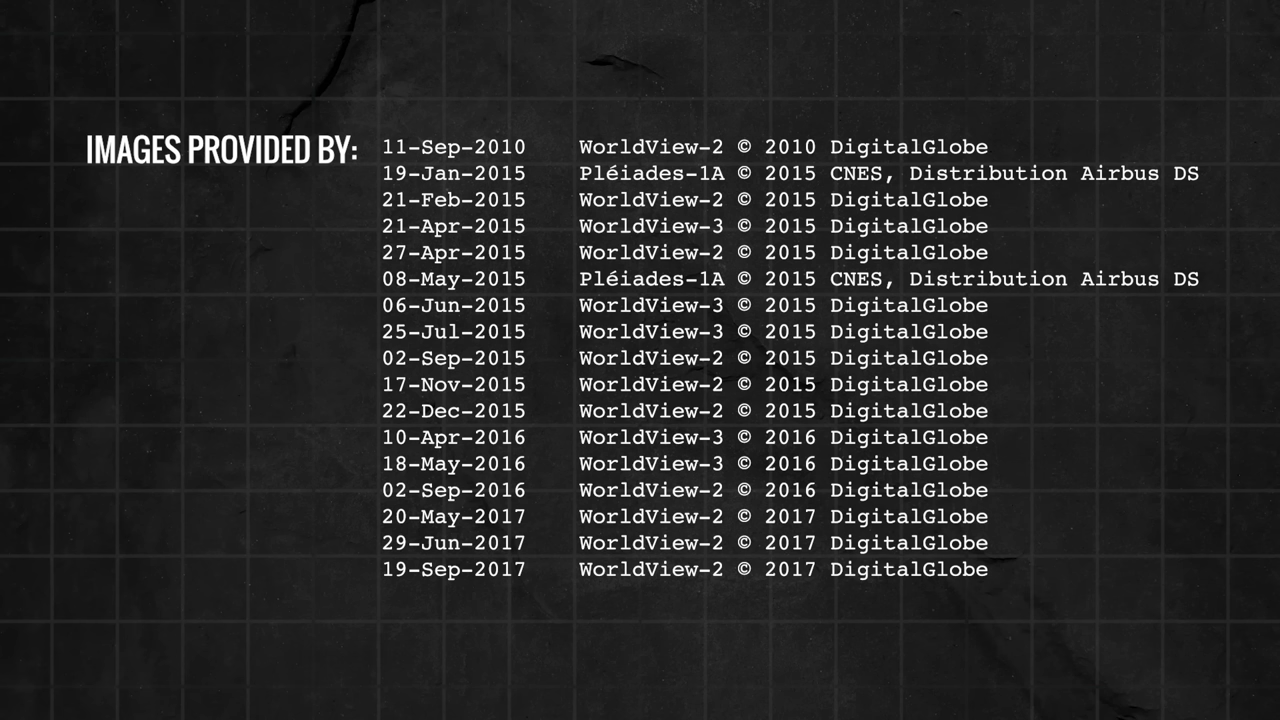 IMAGES PROVIDED BY:
11-Sep-2010 WorldView-2 © 2010 DigitalGlobe
19-Jan-2015 Pléiades-1A © 2015 CNES, Distribution Airbus DS
21-Feb-2015 WorldView-2 © 2015 DigitalGlobe
21-Apr-2015 WorldView-3 © 2015 DigitalGlobe
27-Apr-2015 WorldView-2 © 2015 DigitalGlobe
08-May-2015 Pléiades-1A © 2015 CNES, Distribution Airbus DS
06-Jun-2015 WorldView-3 © 2015 DigitalGlobe
25-Jul-2015 WorldView-3 © 2015 DigitalGlobe
02-Sep-2015 WorldView-2 © 2015 DigitalGlobe
17-Nov-2015 WorldView-2 © 2015 DigitalGlobe
22-Dec-2015 WorldView-2 © 2015 DigitalGlobe
10-Apr-2016 WorldView-3 © 2016 DigitalGlobe
18-May-2016 WorldView-3 © 2016 DigitalGlobe
02-Sep-2016 WorldView-2 © 2016 DigitalGlobe
20-May-2017 WorldView-2 © 2017 DigitalGlobe
29-Jun-2017 WorldView-2 © 2017 DigitalGlobe
19-Sep-2017 WorldView-2 © 2017 DigitalGlobe